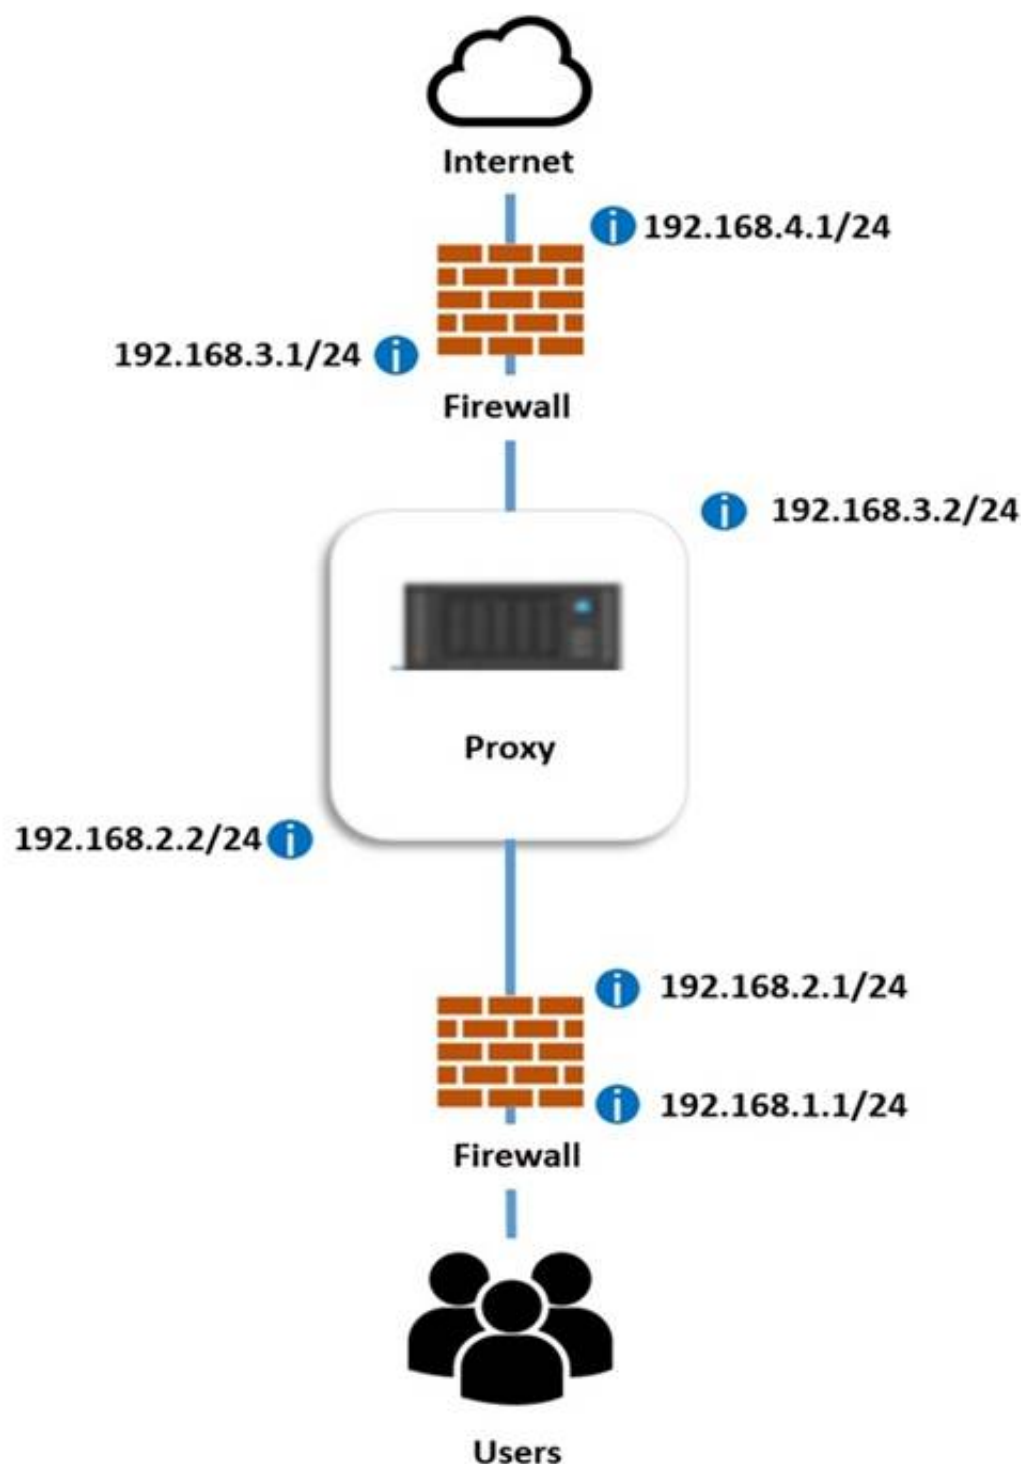 Internet
192.168.4.1/24
192.168.3.1/24
Firewall
192.168.3.2/24
Proxy
192.168.2.2/24
192.168.2.1/24
192.168.1.1/24
Firewall
Users